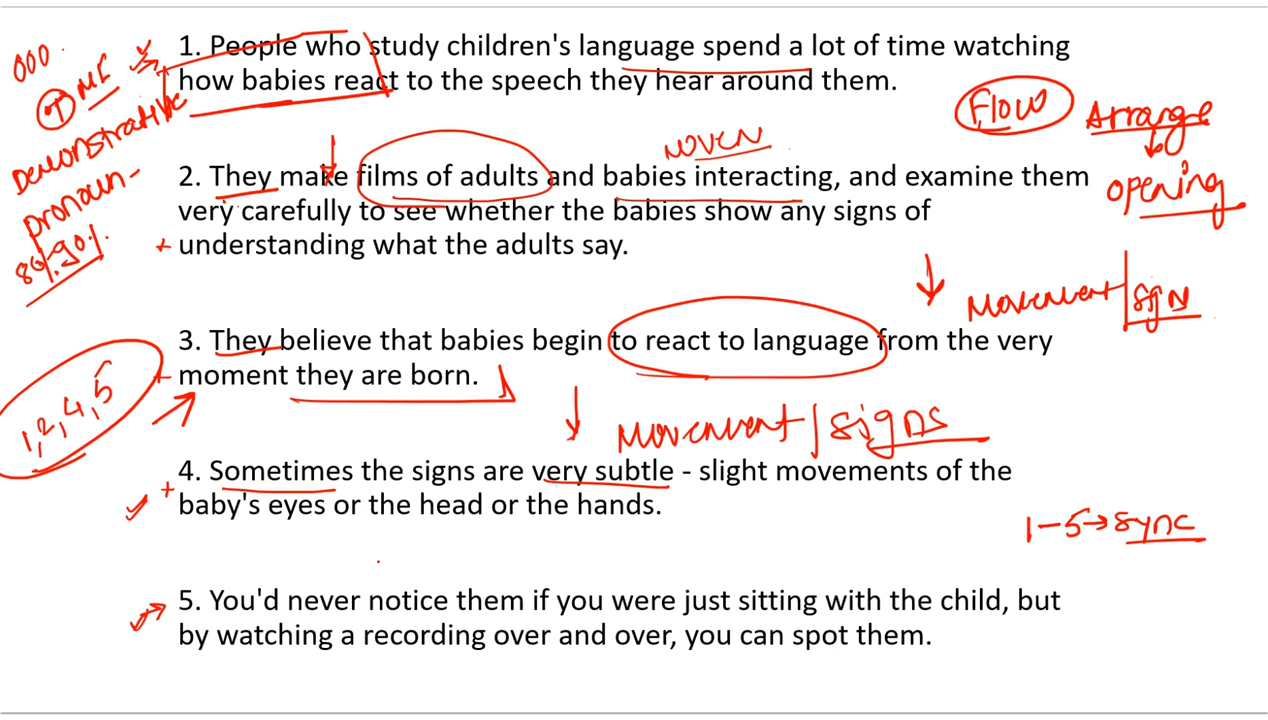 1. People who study children's language spend a lot of time watching
how babies react to the speech they hear around them.
000
OP
ME
Demonstrative
pronoun-
80%.90%.
Flow
Arrange
opening
NOVEN
2. They make films of adults and babies interacting, and examine them
very carefully to see whether the babies show any signs of
understanding what the adults say.
Movement/sign
3. They believe that babies begin to react to language from the very
moment they are born.
1,2,4,5
Movement/signs
4. Sometimes the signs are very subtle - slight movements of the
baby's eyes or the head or the hands.
1-5→sync
5. You'd never notice them if you were just sitting with the child, but
by watching a recording over and over, you can spot them.